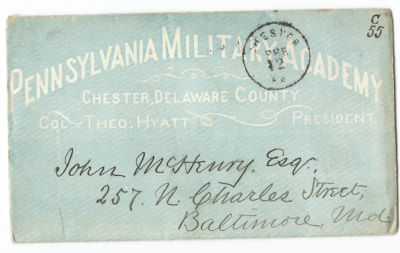 C
55
PENNSYLVANIA MILITARY ACADEMY
CHESTER
APR
12
CHESTER, DELAWARE COUNTY
COL. THEO. HYATT PRESIDENT
John McHenry. Esq.,
257. N. Charles Street,
Baltimore, Md.